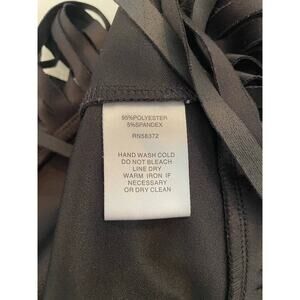 95%POLYESTER
5%SPANDEX
RN58372
HAND WASH COLD
DO NOT BLEACH
LINE DRY
WARM IRON IF
NECESSARY
OR DRY CLEAN